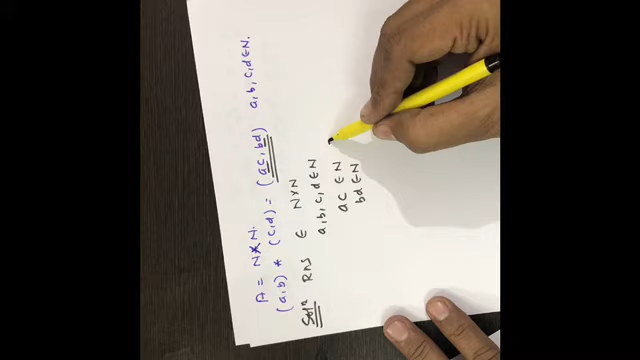 A = N * N.
(a,b) * (c,d) = (ac, bd) a,b,c,d ∈ N.
Solⁿ RHS ∈ N×N
a,b,c,d ∈ N
ac ∈ N
bd ∈ N